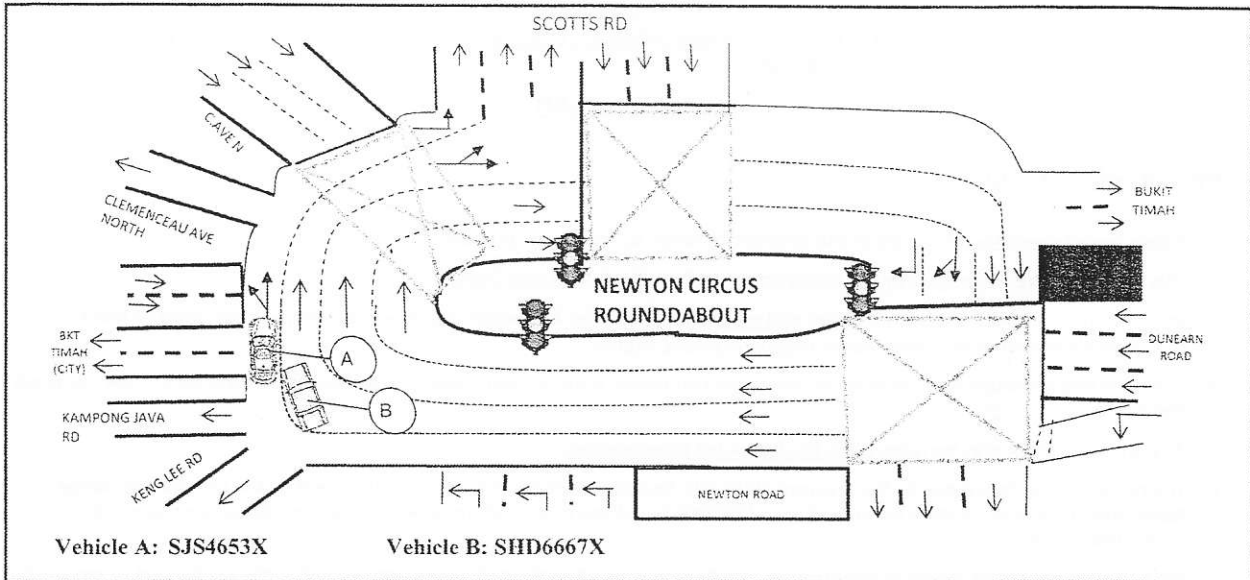 SCOTTS RD
C.AVE N
CLEMENCEAU AVE
NORTH
BUKIT
TIMAH
NEWTON CIRCUS
ROUNDDABOUT
DUNEARN
ROAD
BKT
TIMAH
(CITY)
A
B
KAMPONG JAVA
RD
KENG LEE RD
NEWTON ROAD
Vehicle A: SJS4653X
Vehicle B: SHD6667X